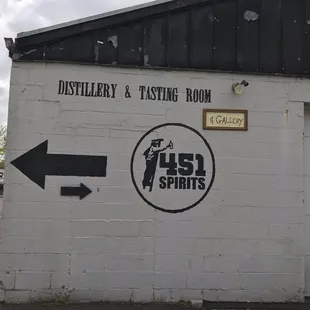 DISTILLERY & TASTING ROOM
& GALLERY
451
SPIRITS